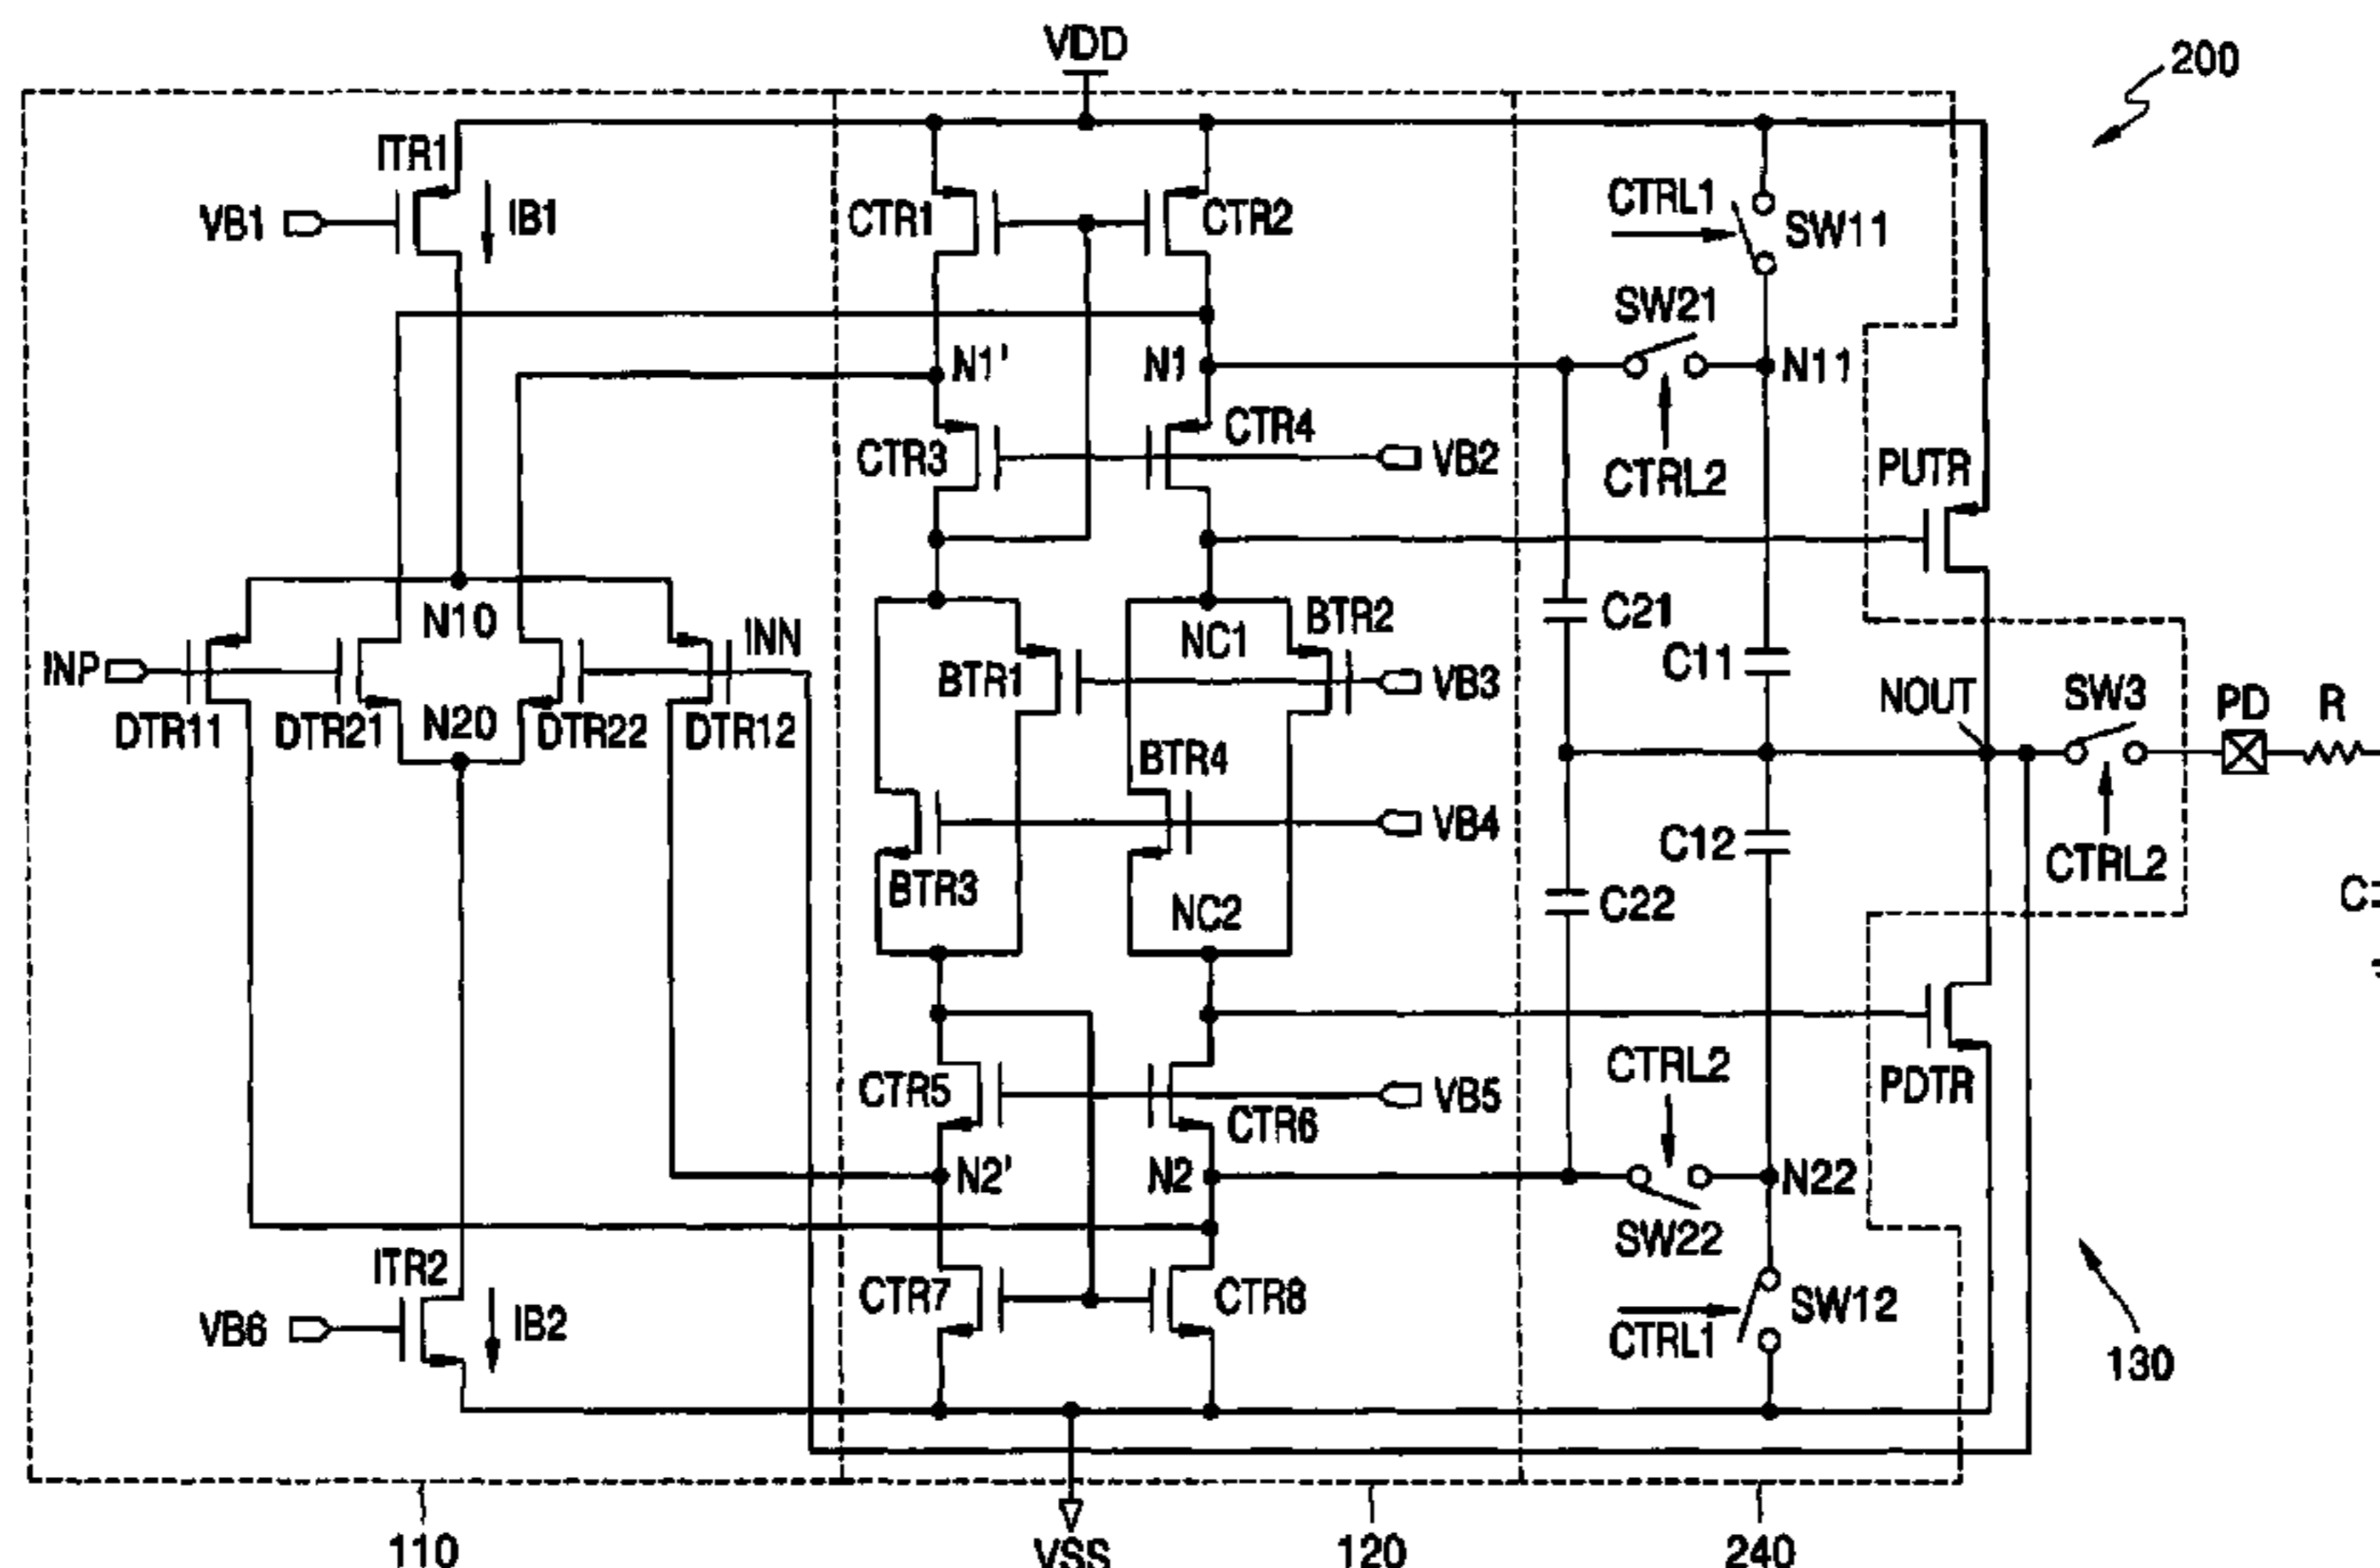 VDD
200
ITR1
VB1
IB1
CTR1
CTR2
CTRL1
SW11
SW21
N1'
N1
N11
CTR3
CTR4
VB2
CTRL2
PUTR
INP
N10
INN
DTR11
DTR21
N20
DTR22
DTR12
BTR1
NC1
BTR2
VB3
C21
C11
NOUT
SW3
PD
R
BTR4
VB4
BTR3
NC2
C22
C12
CTRL2
C
CTR5
CTR6
VB5
CTRL2
PDTR
N2'
N2
N22
SW22
ITR2
VB6
IB2
CTR7
CTR8
CTRL1
SW12
130
110
VSS
120
240